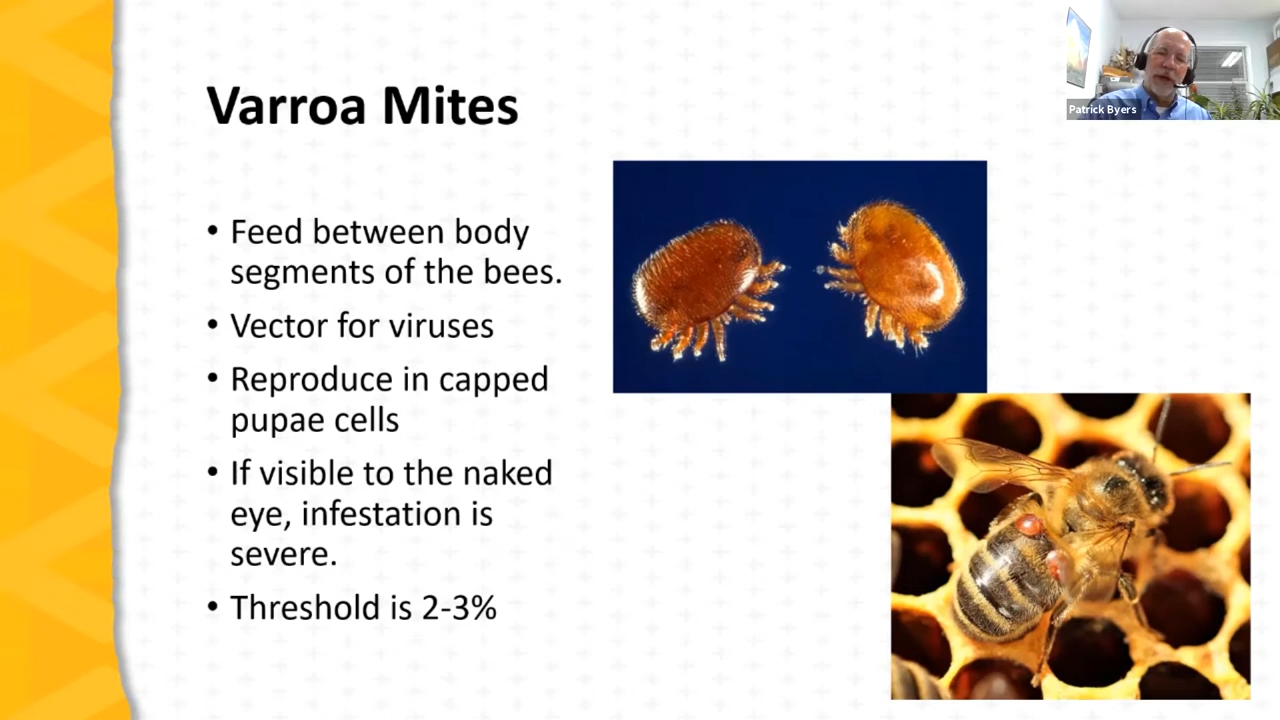 Varroa Mites
Patrick Byers
• Feed between body
segments of the bees.
• Vector for viruses
• Reproduce in capped
pupae cells
• If visible to the naked
eye, infestation is
severe.
• Threshold is 2-3%